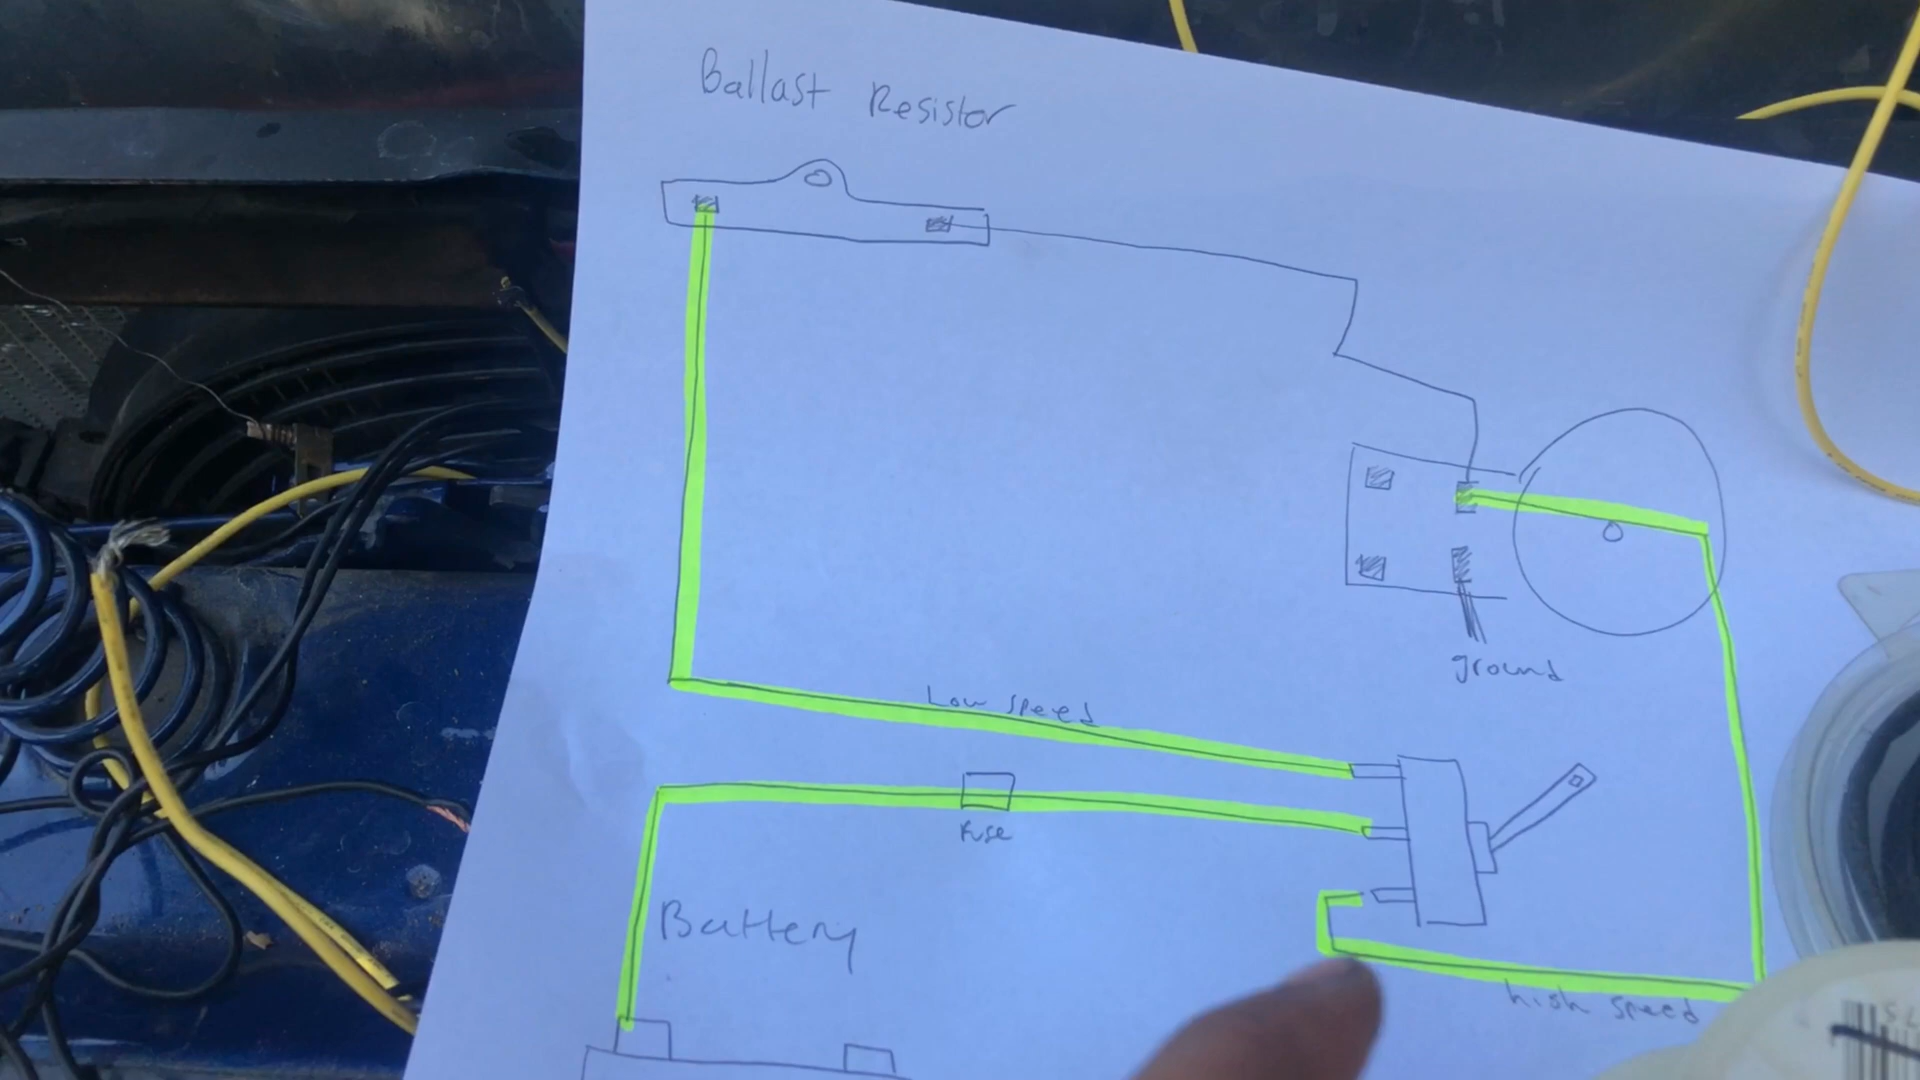 Ballast Resistor
ground
Low speed
Fuse
Battery
high speed